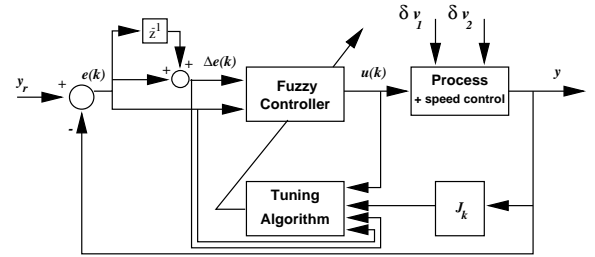 δ v₁ δ v₂
z⁻¹
+ +
e(k) Δe(k) u(k) y
yᵣ + -
Fuzzy
Controller
Process
+ speed control
Tuning
Algorithm
Jₖ